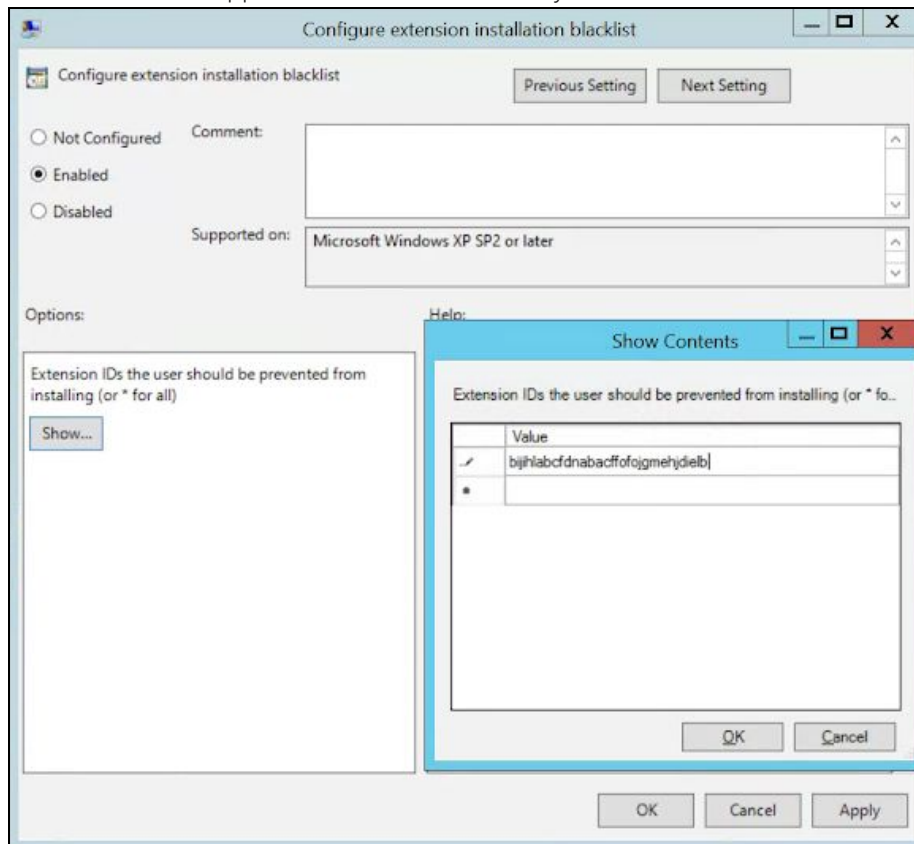 Configure extension installation blacklist
Configure extension installation blacklist
Previous Setting
Next Setting
Not Configured
Comment:
Enabled
Disabled
Supported on:
Microsoft Windows XP SP2 or later
Options:
Help:
Extension IDs the user should be prevented from
installing (or * for all)
Show...
Show Contents
Extension IDs the user should be prevented from installing (or * fo...
Value
bijihlabcfdnabacffofojgmehjdielb
OK
Cancel
OK
Cancel
Apply